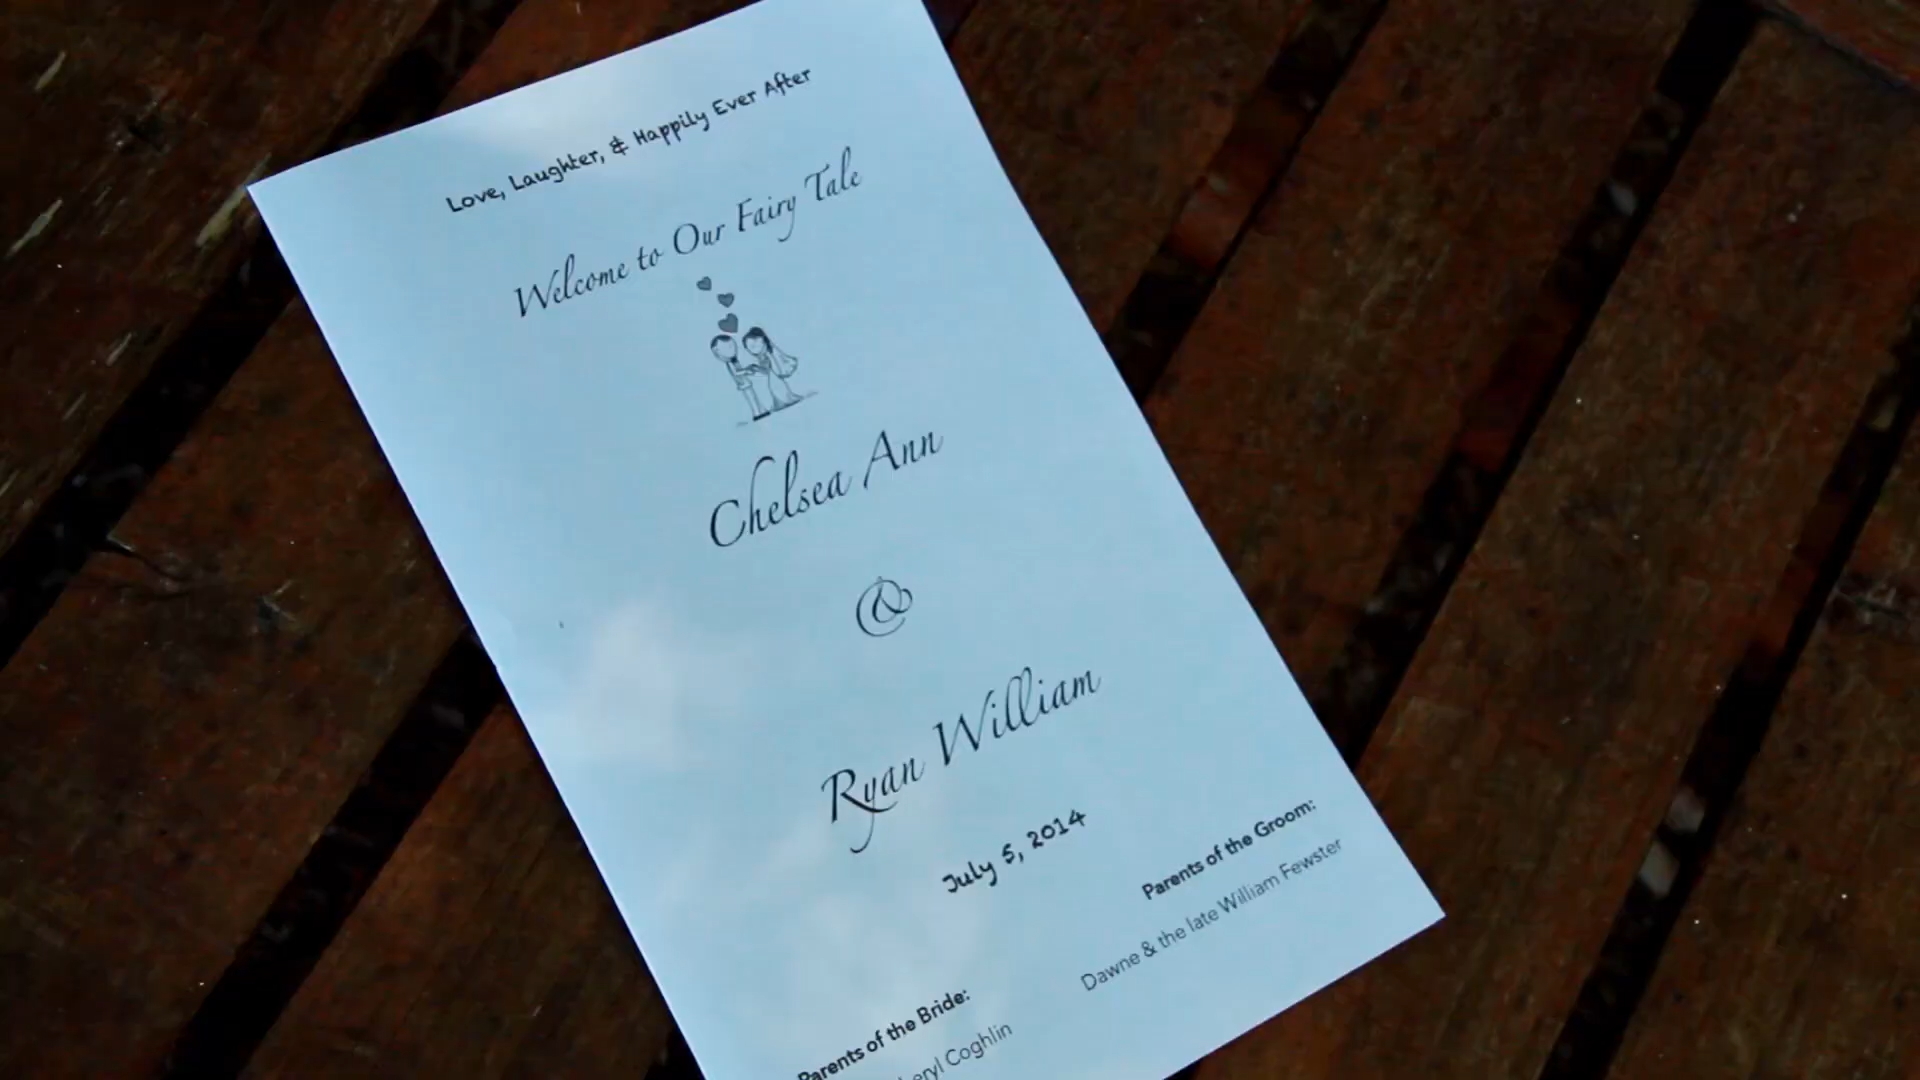 Love, Laughter, & Happily Ever After
Welcome to Our Fairy Tale
Chelsea Ann
&
Ryan William
July 5, 2014
Parents of the Groom:
Dawne & the late William Fewster
Parents of the Bride:
Coghlin